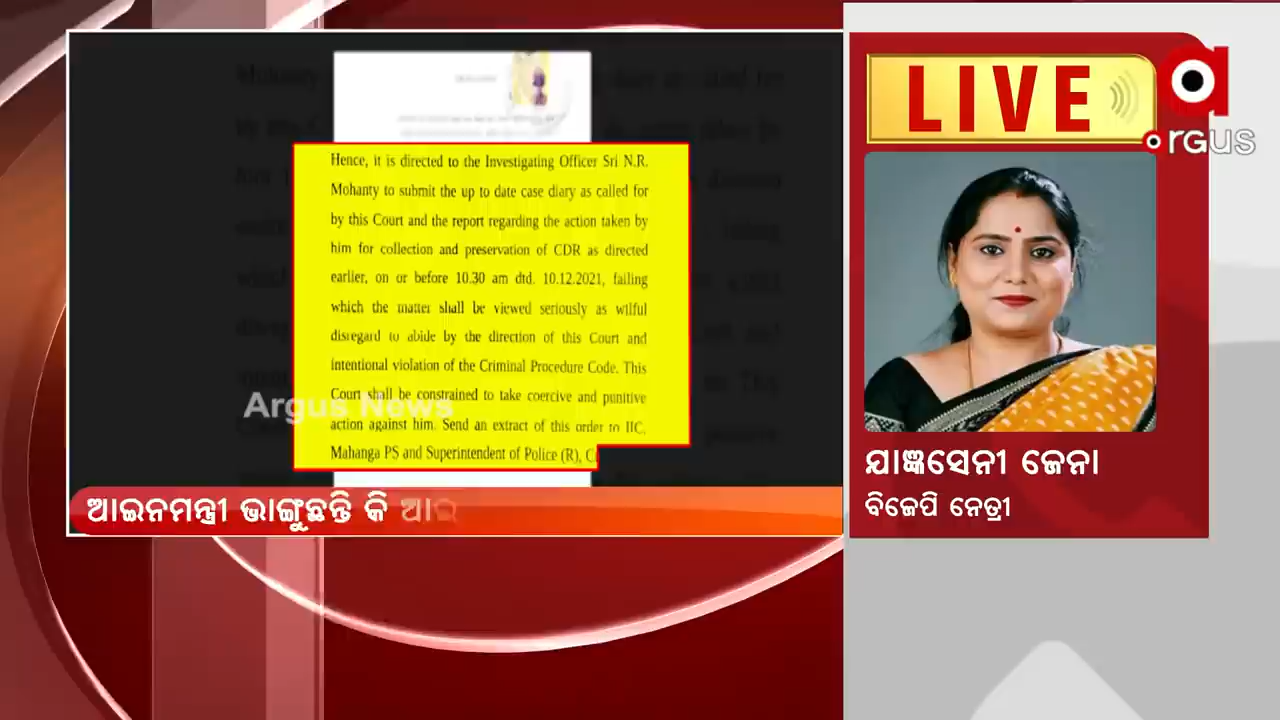 Hence, it is directed to the Investigating Officer Sri N.R.
Mohanty to submit the up to date case diary as called for
by this Court and the report regarding the action taken by
him for collection and preservation of CDR as directed
earlier, on or before 10.30 am dtd. 10.12.2021, failing
which the matter shall be viewed seriously as wilful
disregard to abide by the direction of this Court and
intentional violation of the Criminal Procedure Code. This
Court shall be constrained to take coercive and punitive
action against him. Send an extract of this order to IIC,
Mahanga PS and Superintendent of Police (R), C
Argus News
ଆଇନମନ୍ତ୍ରୀ ଭାଙ୍ଗୁଛନ୍ତି କି ଆଇ
LIVE
argus
ଯାଜ୍ଞସେନୀ ଜେନା
ବିଜେପି ନେତ୍ରୀ